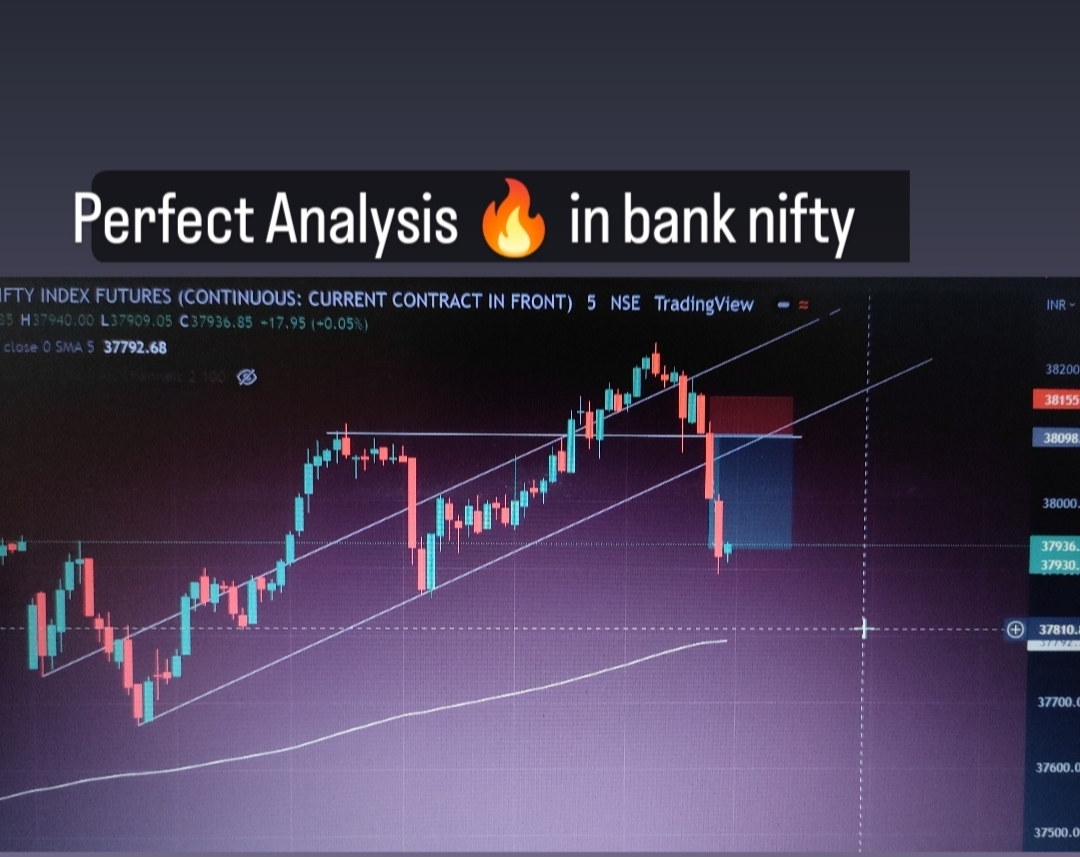 Perfect Analysis 🔥 in bank nifty
IFTY INDEX FUTURES (CONTINUOUS: CURRENT CONTRACT IN FRONT) 5 NSE TradingView
INR
H37940.00 L37909.05 C37936.85 +17.95 (+0.05%)
close 0 SMA 5 37792.68
38200
38155
38098.
38000.
37936.
37930.
37810.
37700.
37600.0
37500.0